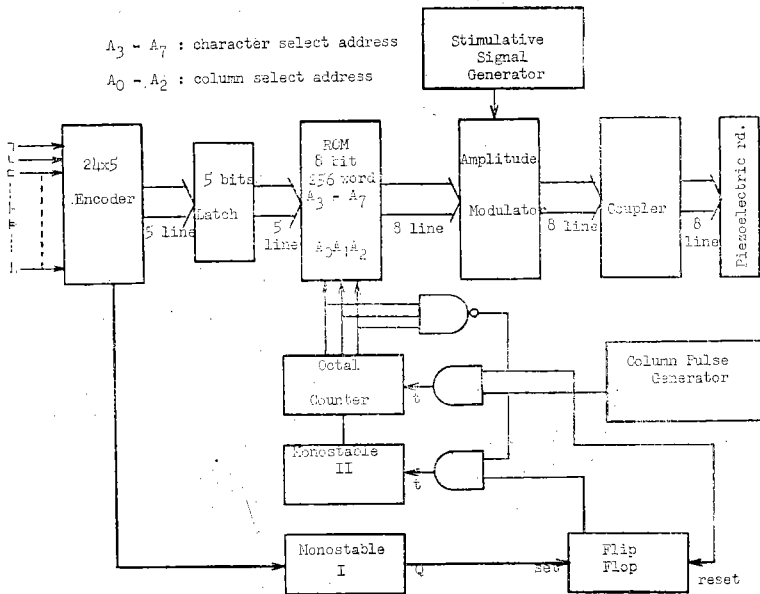 A3 - A7 : character select address
A0 - A2 : column select address
Stimulative
Signal
Generator
24x5
Encoder
5 line
5 bits
Latch
5 line
ROM
8 bit
256 word
A3 - A7
A0A1A2
8 line
Amplitude
Modulator
8 line
Coupler
8 line
Piezoelectric rd.
Octal
Counter
t
Column Pulse
Generator
Monostable
II
t
Monostable
I
Q
set
Flip
Flop
reset